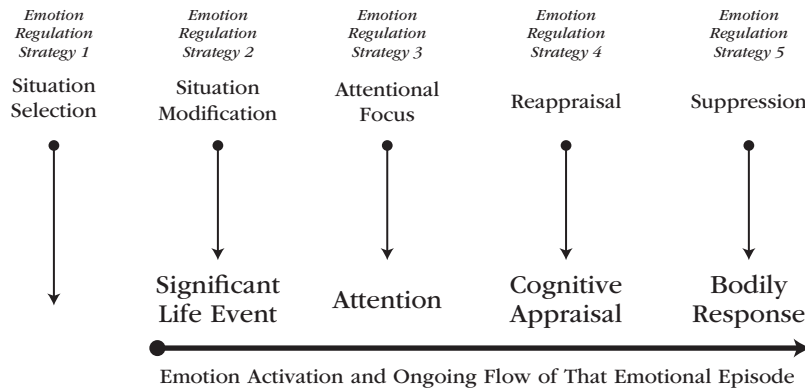 Emotion
Regulation
Strategy 1
Emotion
Regulation
Strategy 2
Emotion
Regulation
Strategy 3
Emotion
Regulation
Strategy 4
Emotion
Regulation
Strategy 5
Situation
Selection
Situation
Modification
Attentional
Focus
Reappraisal
Suppression
Significant
Life Event
Attention
Cognitive
Appraisal
Bodily
Response
Emotion Activation and Ongoing Flow of That Emotional Episode